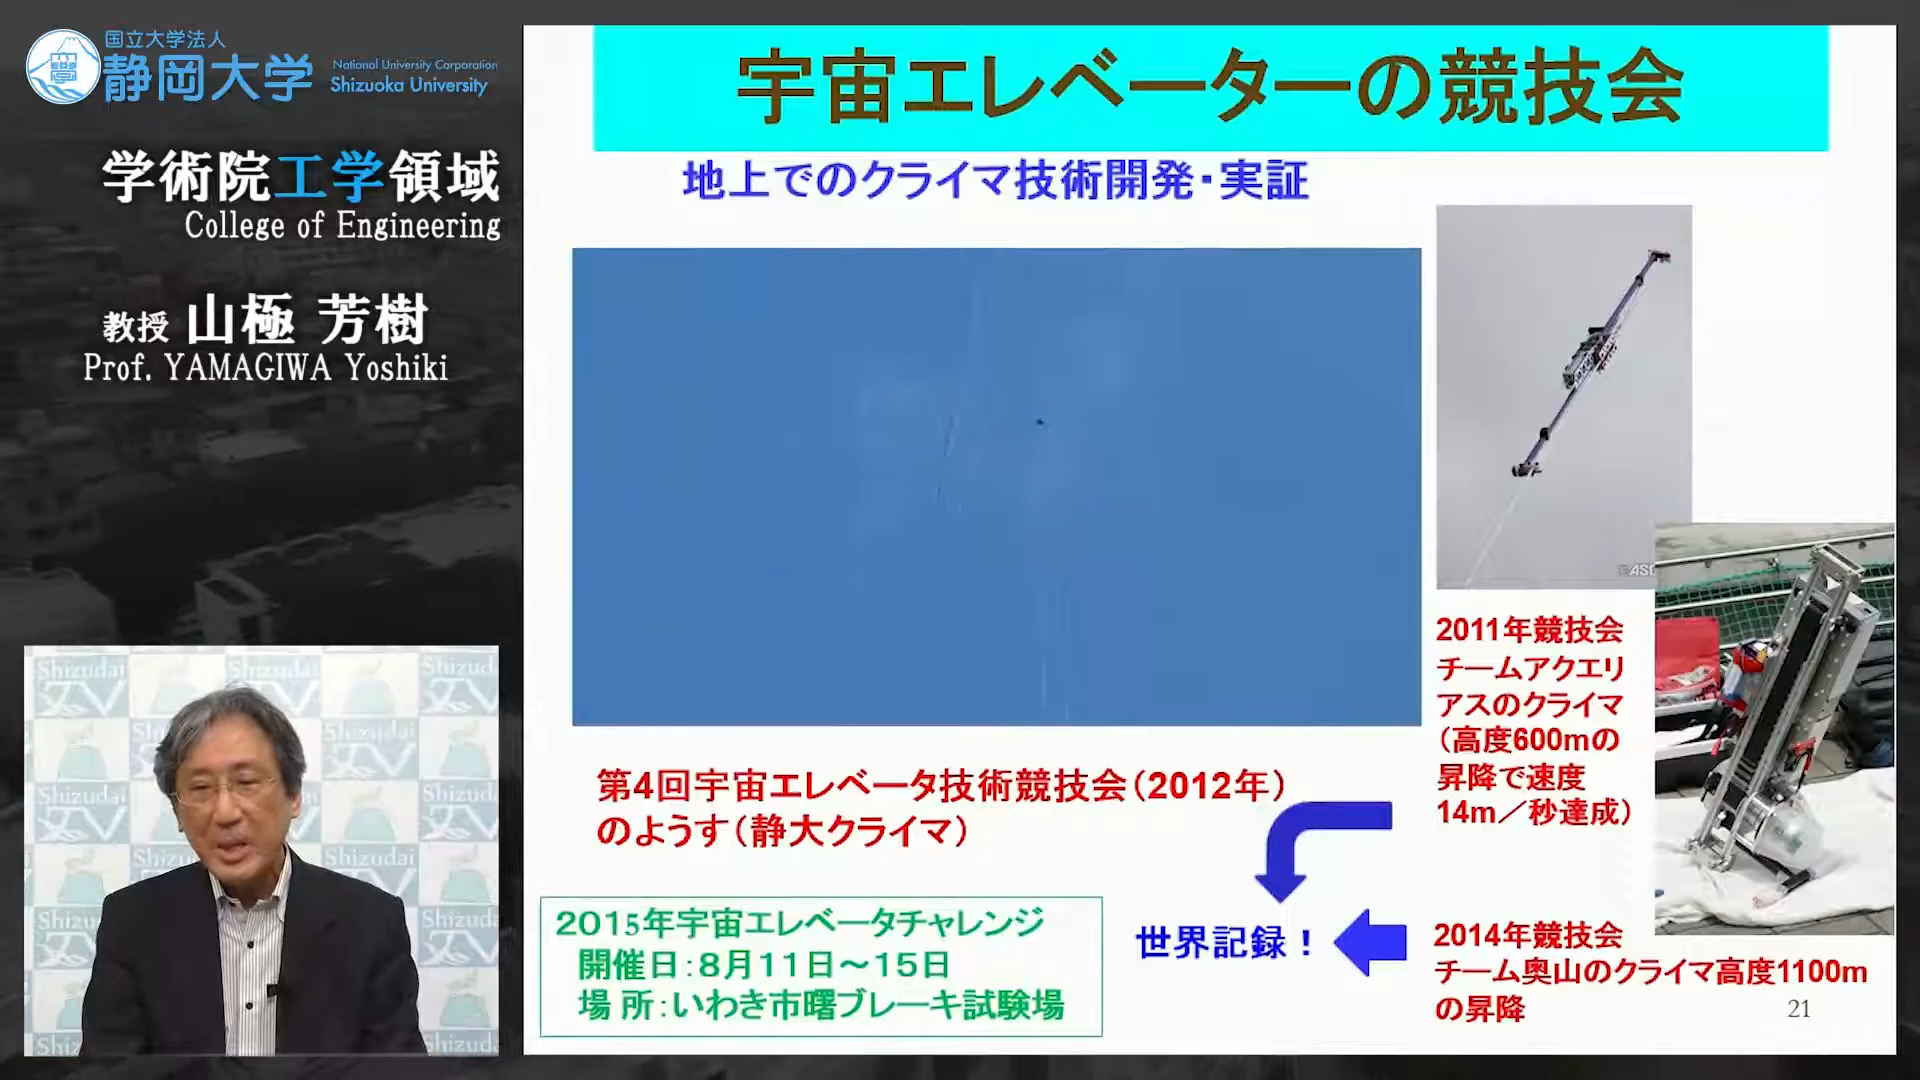 国立大学法人
静岡大学
National University Corporation
Shizuoka University
学術院工学領域
College of Engineering
教授 山極 芳樹
Prof. YAMAGIWA Yoshiki
宇宙エレベーターの競技会
地上でのクライマ技術開発・実証
2011年競技会
チームアクエリ
アスのクライマ
（高度600mの
昇降で速度
14m／秒達成）
第4回宇宙エレベータ技術競技会（2012年）
のようす（静大クライマ）
世界記録！
2014年競技会
チーム奥山のクライマ高度1100m
の昇降
2015年宇宙エレベータチャレンジ
開催日：8月11日～15日
場 所：いわき市曙ブレーキ試験場
21
Shizudai
TV